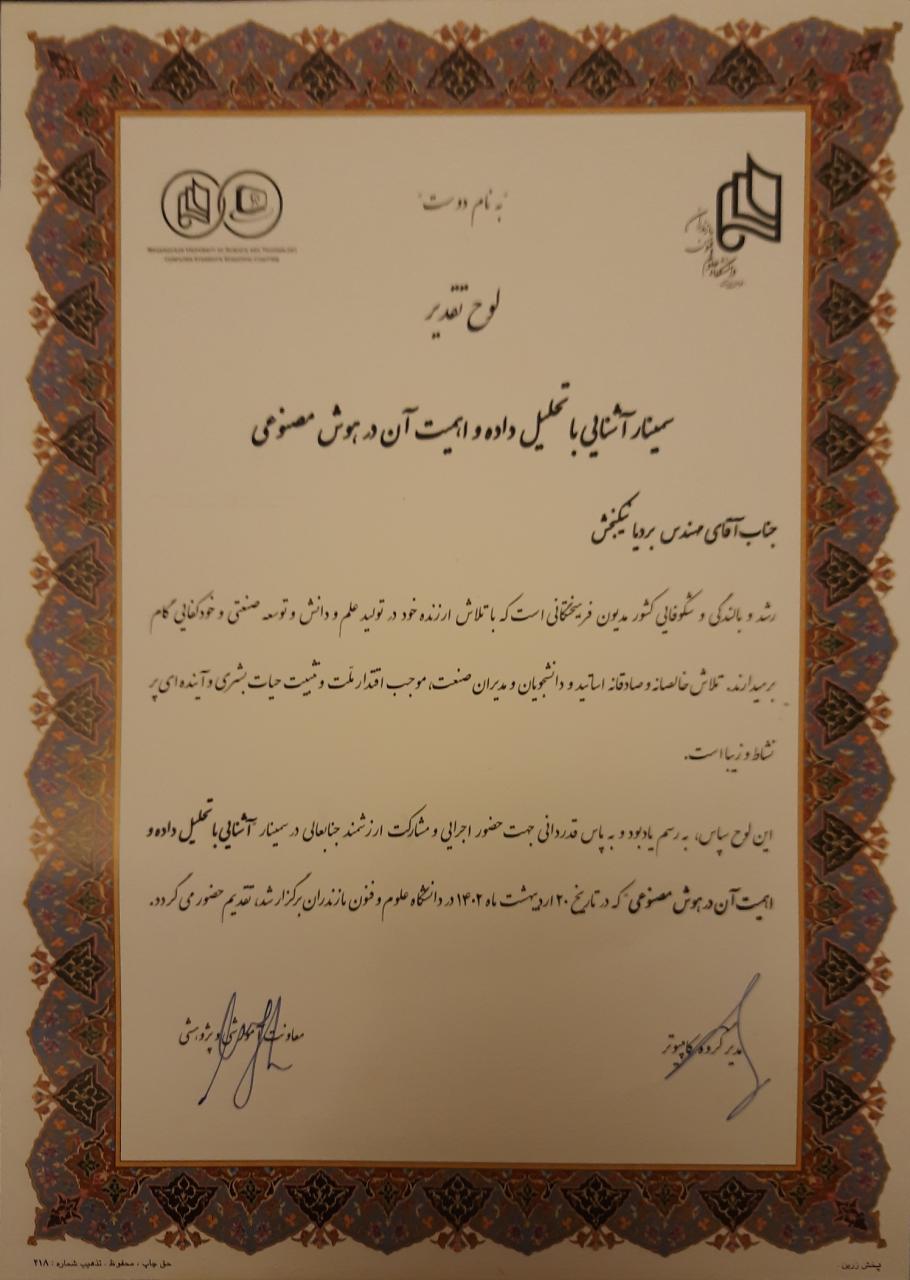 "به نام دوست"
MAZANDARAN UNIVERSITY OF SCIENCE AND TECHNOLOGY
COMPUTER STUDENTS SCIENTIFIC CHAPTER
دانشگاه علوم و فنون مازندران
لوح تقدیر
سمینار آشنایی با تحلیل داده و اهمیت آن در هوش مصنوعی
جناب آقای مهندس بردیا نیکبخش
رشد و بالندگی و شکوفایی کشور مدیون فریختگانی است که با تلاش ارزنده خود در تولید علم و دانش و توسعه صنعتی و خودکفایی گام
برمیدارند. تلاش خالصانه و صادقانه اساتید و دانشجویان و مدیران صنعت، موجب اقتدار ملت و تثبیت حیات بشری و آینده ای پر
نشاط و زیبا است.
این لوح سپاس، به رسم یادبود و به پاس قدردانی جهت حضور اجرایی و مشارکت ارزشمند جنابعالی در سمینار "آشنایی با تحلیل داده و
اهمیت آن در هوش مصنوعی" که در تاریخ ۲۰ اردیبهشت ماه ۱۴۰۲ در دانشگاه علوم و فنون مازندران برگزار شد، تقدیم حضور می گردد.
مدیر گروه کامپیوتر
معاونت آموزشی و پژوهشی
پخش زرین
حق چاپ ، محفوظ . تذهیب شماره : ۲۱۸